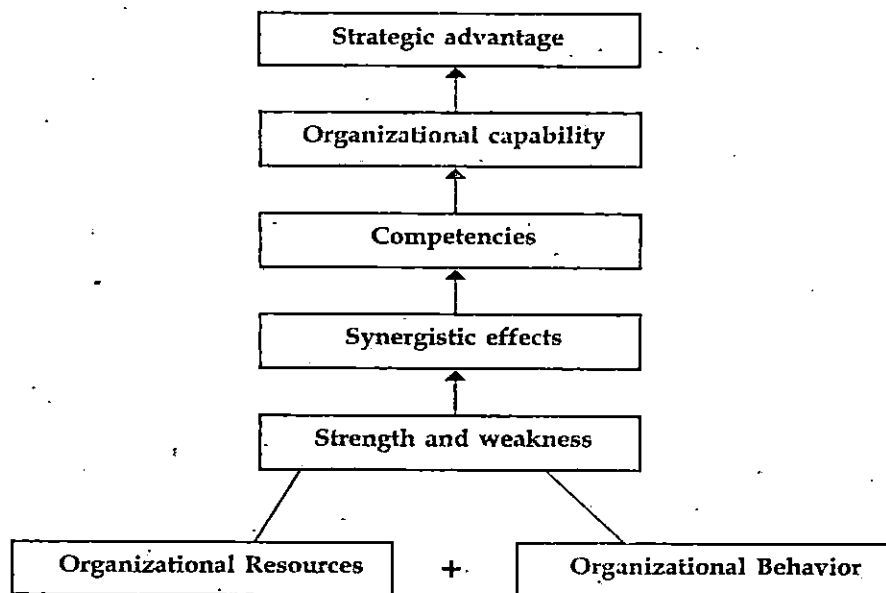 Strategic advantage
Organizational capability
Competencies
Synergistic effects
Strength and weakness
Organizational Resources + Organizational Behavior